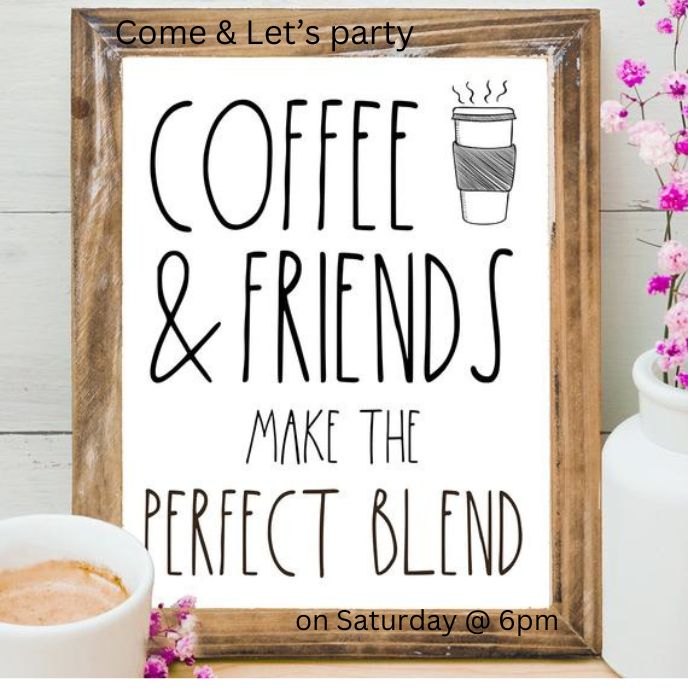 Come & Let’s party
COFFEE
& FRIENDS
MAKE THE
PERFECT BLEND
on Saturday @ 6pm